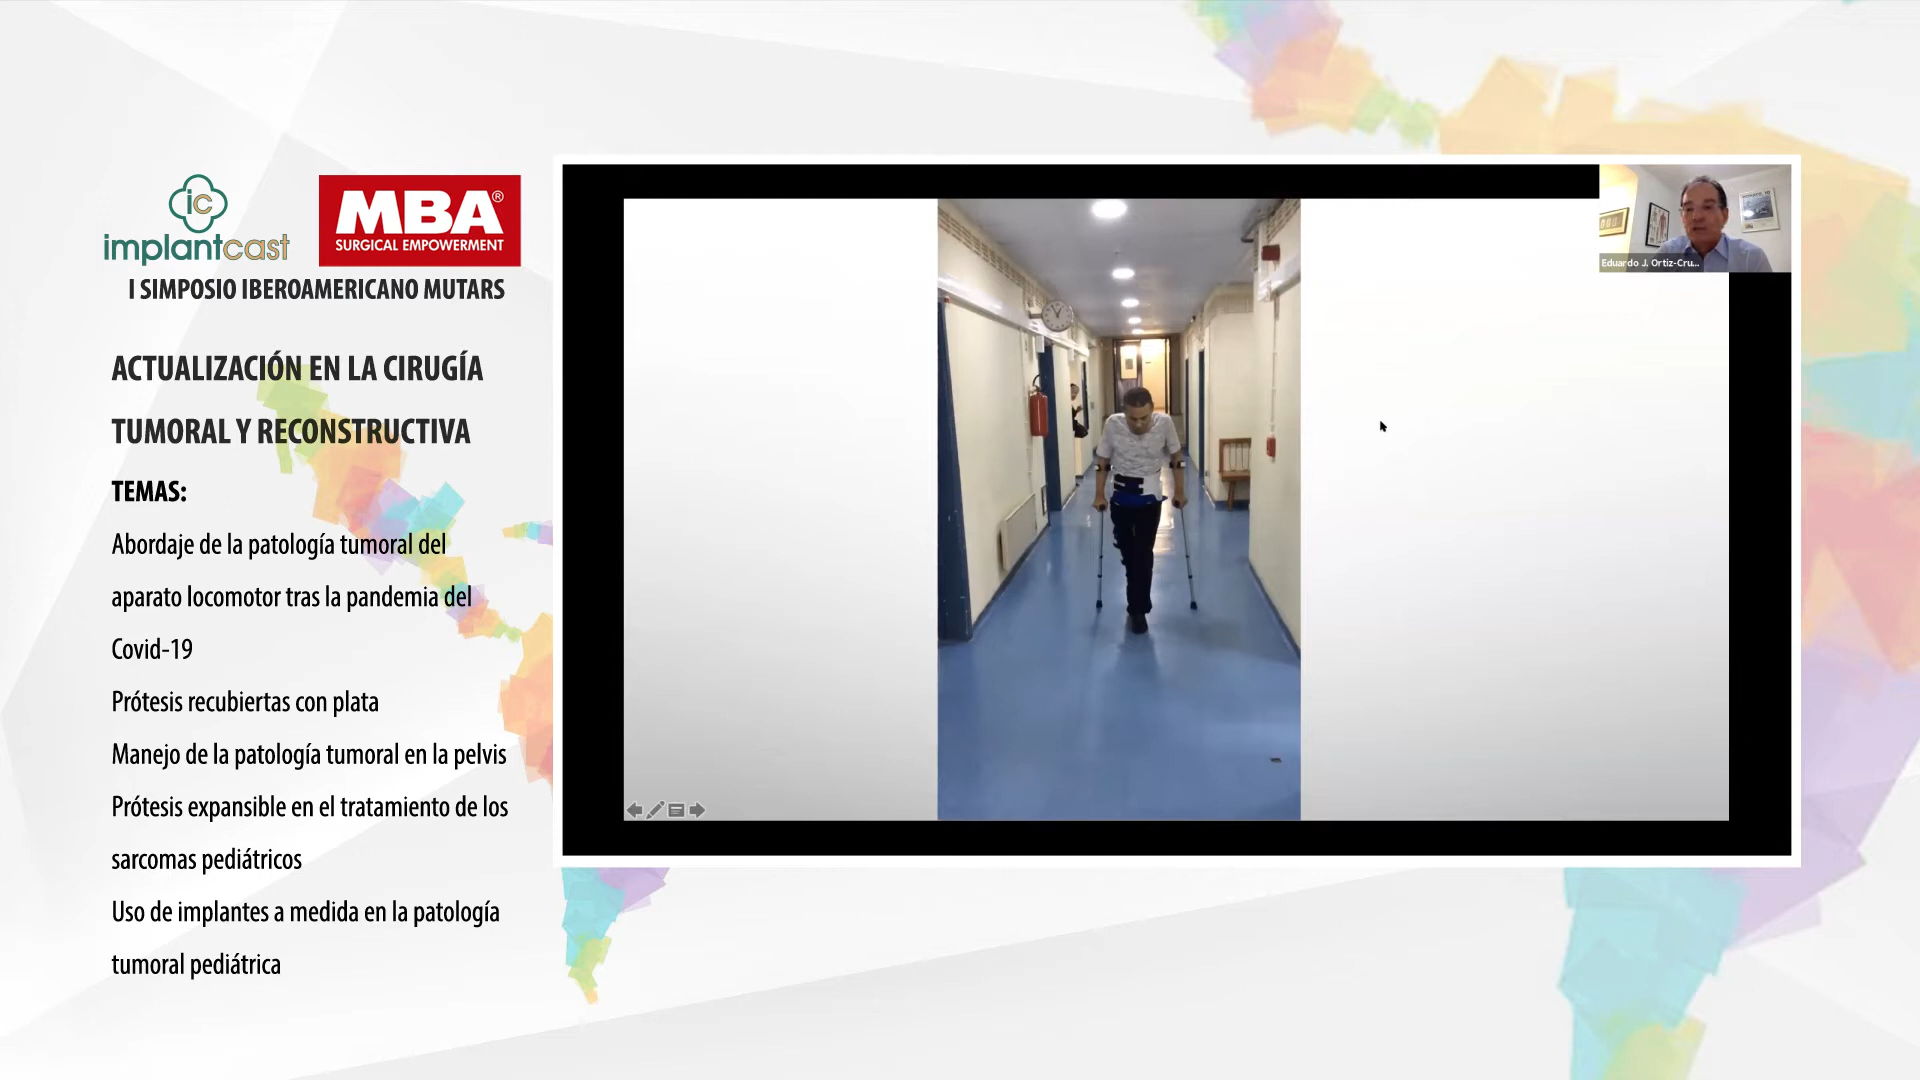 ic
implantcast
MBA®
SURGICAL EMPOWERMENT
I SIMPOSIO IBEROAMERICANO MUTARS
ACTUALIZACIÓN EN LA CIRUGÍA
TUMORAL Y RECONSTRUCTIVA
TEMAS:
Abordaje de la patología tumoral del
aparato locomotor tras la pandemia del
Covid-19
Prótesis recubiertas con plata
Manejo de la patología tumoral en la pelvis
Prótesis expansible en el tratamiento de los
sarcomas pediátricos
Uso de implantes a medida en la patología
tumoral pediátrica
Eduardo J. Ortiz-Cru...